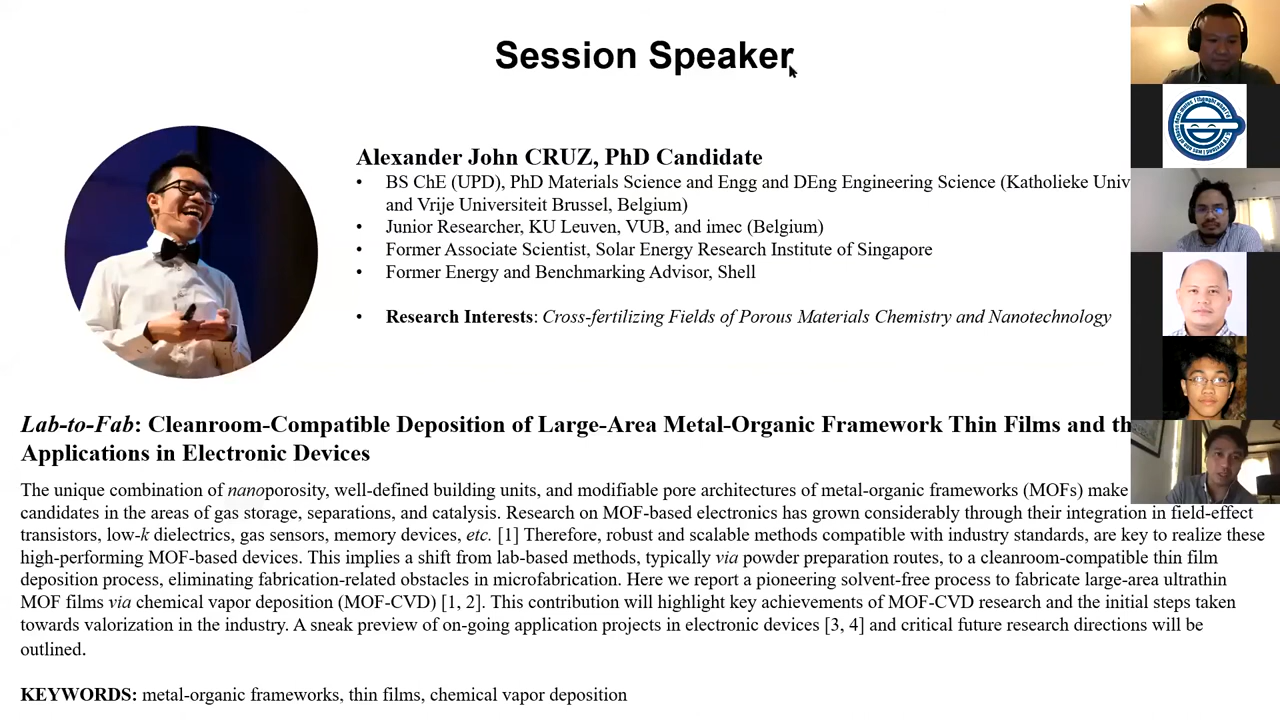 Session Speaker
Alexander John CRUZ, PhD Candidate
• BS ChE (UPD), PhD Materials Science and Engg and DEng Engineering Science (Katholieke Univ
and Vrije Universiteit Brussel, Belgium)
• Junior Researcher, KU Leuven, VUB, and imec (Belgium)
• Former Associate Scientist, Solar Energy Research Institute of Singapore
• Former Energy and Benchmarking Advisor, Shell
• Research Interests: Cross-fertilizing Fields of Porous Materials Chemistry and Nanotechnology
Lab-to-Fab: Cleanroom-Compatible Deposition of Large-Area Metal-Organic Framework Thin Films and th
Applications in Electronic Devices
The unique combination of nanoporosity, well-defined building units, and modifiable pore architectures of metal-organic frameworks (MOFs) make
candidates in the areas of gas storage, separations, and catalysis. Research on MOF-based electronics has grown considerably through their integration in field-effect
transistors, low-k dielectrics, gas sensors, memory devices, etc. [1] Therefore, robust and scalable methods compatible with industry standards, are key to realize these
high-performing MOF-based devices. This implies a shift from lab-based methods, typically via powder preparation routes, to a cleanroom-compatible thin film
deposition process, eliminating fabrication-related obstacles in microfabrication. Here we report a pioneering solvent-free process to fabricate large-area ultrathin
MOF films via chemical vapor deposition (MOF-CVD) [1, 2]. This contribution will highlight key achievements of MOF-CVD research and the initial steps taken
towards valorization in the industry. A sneak preview of on-going application projects in electronic devices [3, 4] and critical future research directions will be
outlined.
KEYWORDS: metal-organic frameworks, thin films, chemical vapor deposition